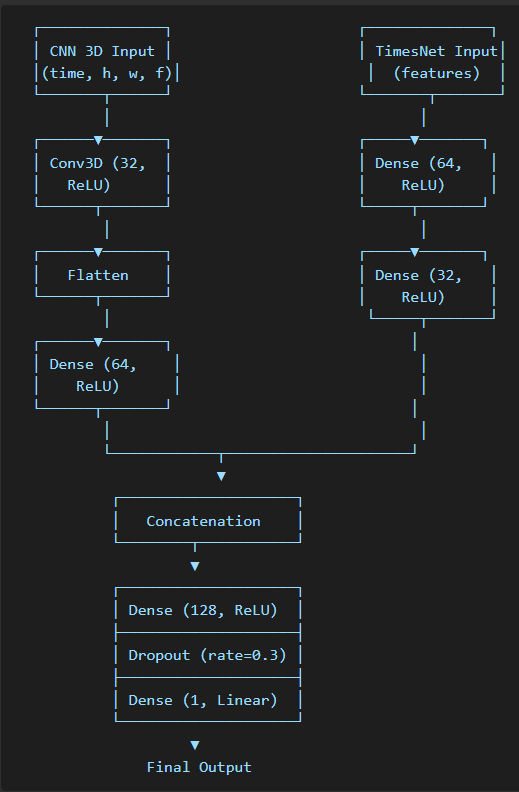 CNN 3D Input
(time, h, w, f)
TimesNet Input
(features)
Conv3D (32,
ReLU)
Dense (64,
ReLU)
Flatten
Dense (32,
ReLU)
Dense (64,
ReLU)
Concatenation
Dense (128, ReLU)
Dropout (rate=0.3)
Dense (1, Linear)
Final Output